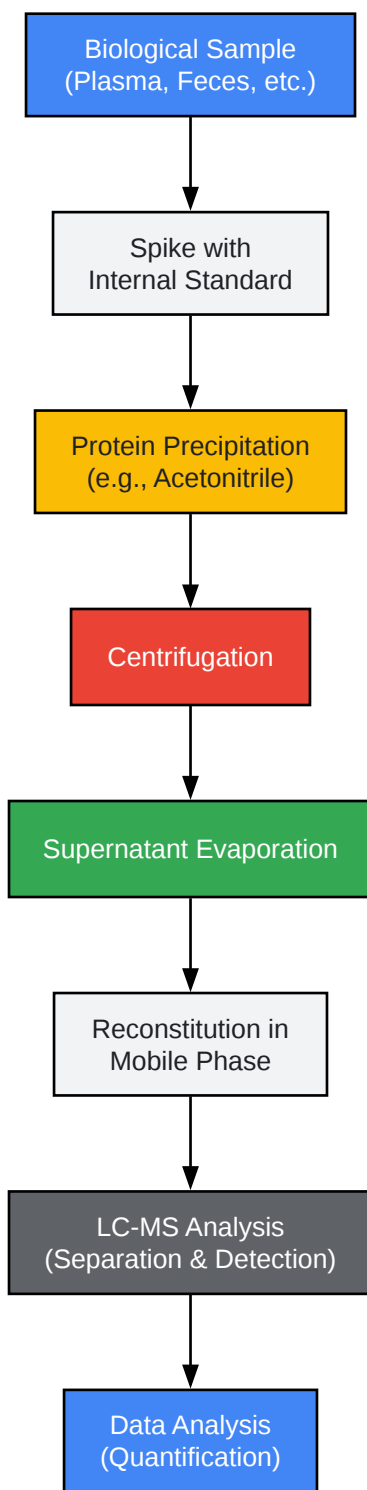 Biological Sample
(Plasma, Feces, etc.)
Spike with
Internal Standard
Protein Precipitation
(e.g., Acetonitrile)
Centrifugation
Supernatant Evaporation
Reconstitution in
Mobile Phase
LC-MS Analysis
(Separation & Detection)
Data Analysis
(Quantification)